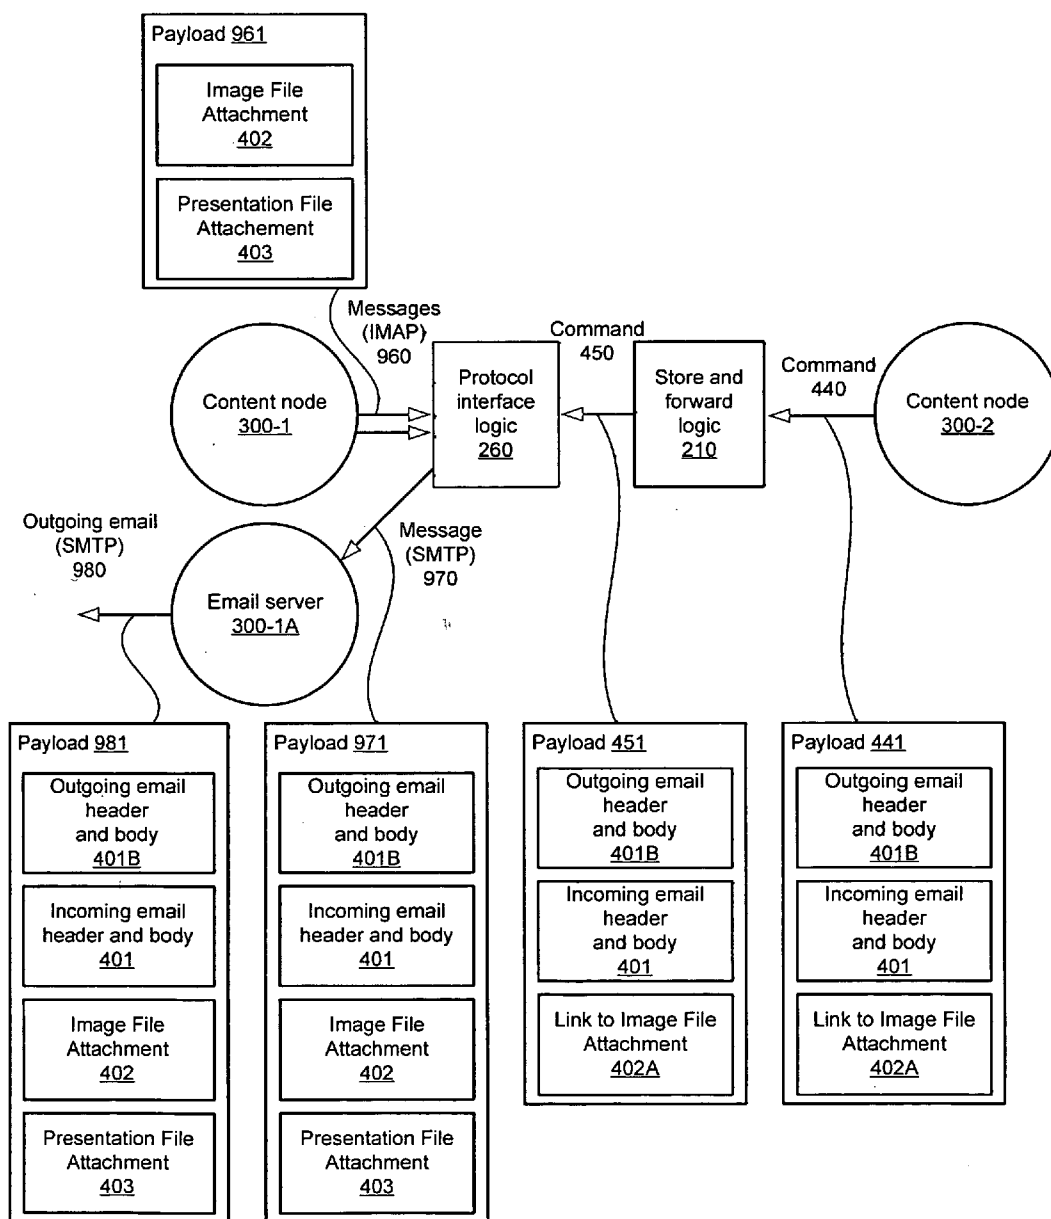 Payload 961
Image File
Attachment
402
Presentation File
Attachement
403
Messages
(IMAP)
960
Command
450
Command
440
Content node
300-1
Protocol
interface
logic
260
Store and
forward
logic
210
Content node
300-2
Outgoing email
(SMTP)
980
Message
(SMTP)
970
Email server
300-1A
Payload 981
Outgoing email
header
and body
401B
Incoming email
header and body
401
Image File
Attachment
402
Presentation File
Attachment
403
Payload 971
Outgoing email
header
and body
401B
Incoming email
header and body
401
Image File
Attachment
402
Presentation File
Attachment
403
Payload 451
Outgoing email
header
and body
401B
Incoming email
header
and body
401
Link to Image File
Attachment
402A
Payload 441
Outgoing email
header
and body
401B
Incoming email
header
and body
401
Link to Image File
Attachment
402A